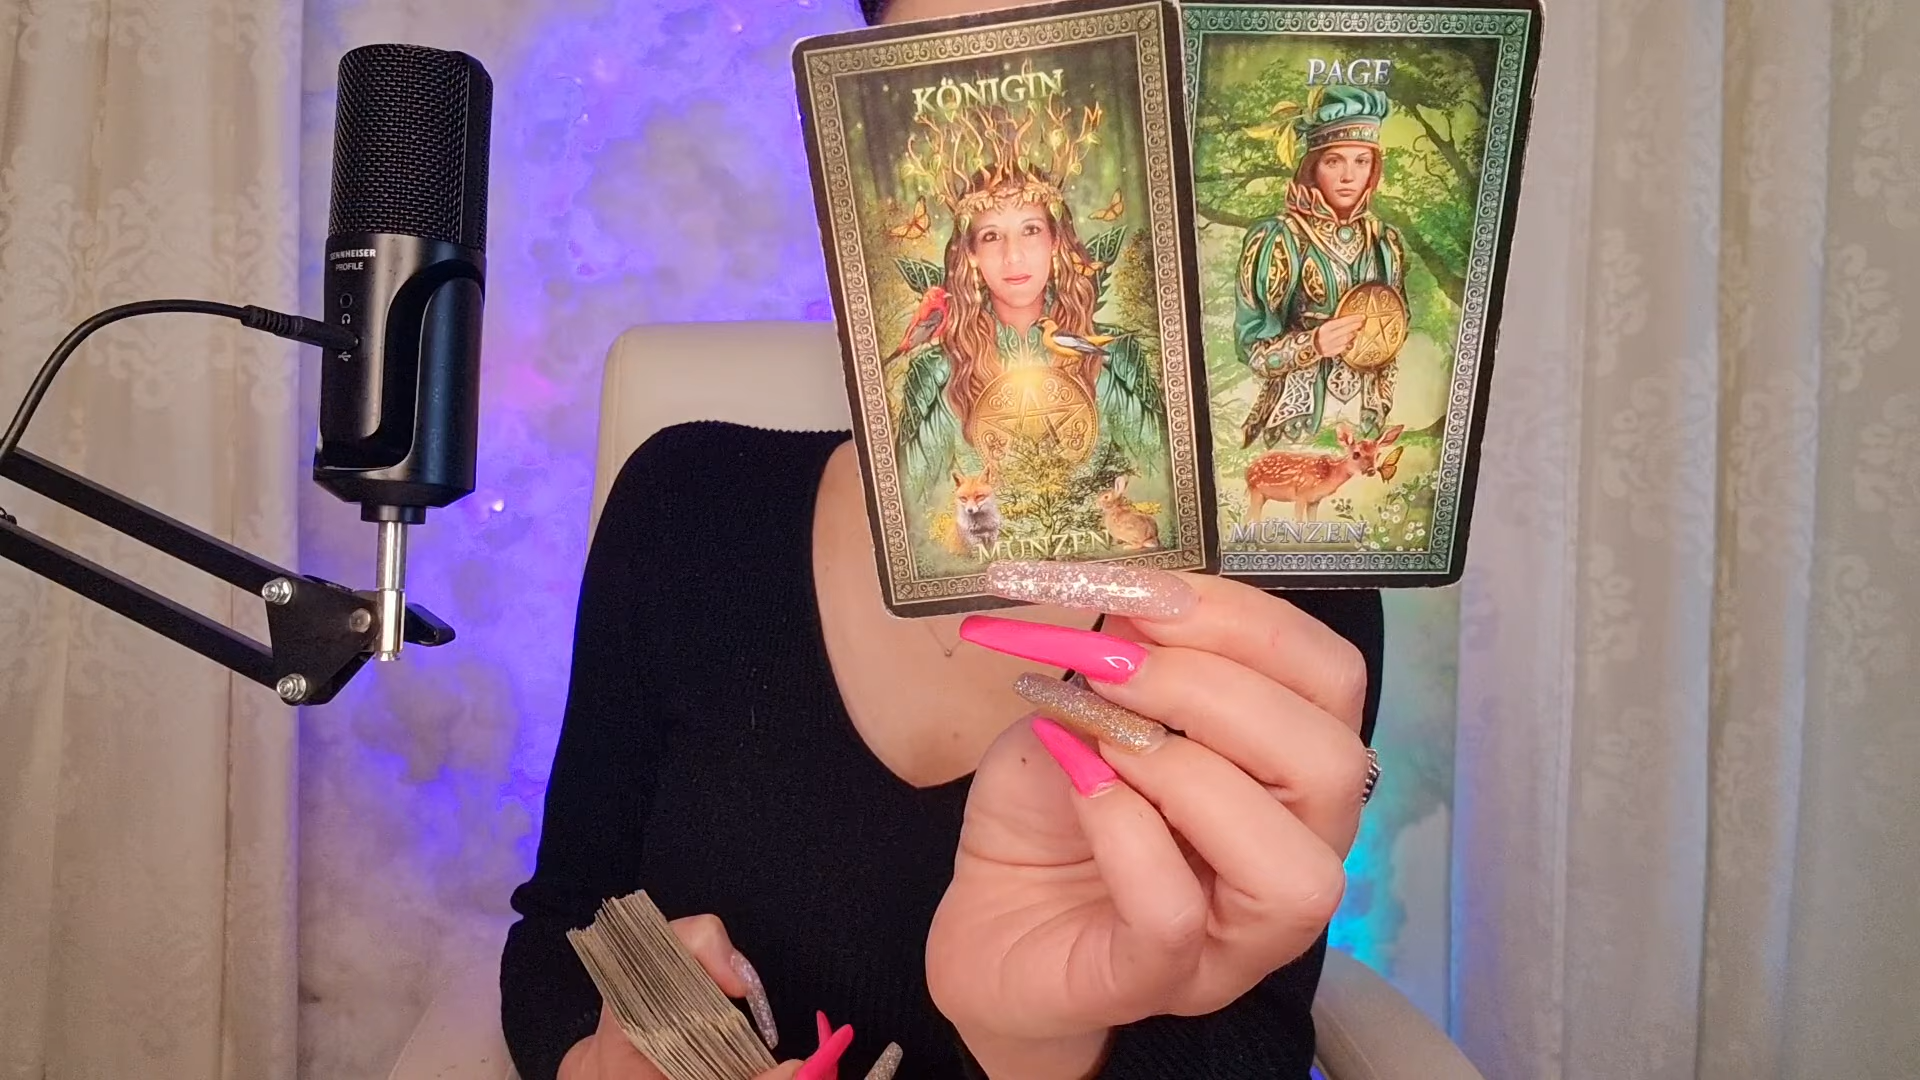 SENNHEISER
PROFILE
KÖNIGIN
MÜNZEN
PAGE
MÜNZEN